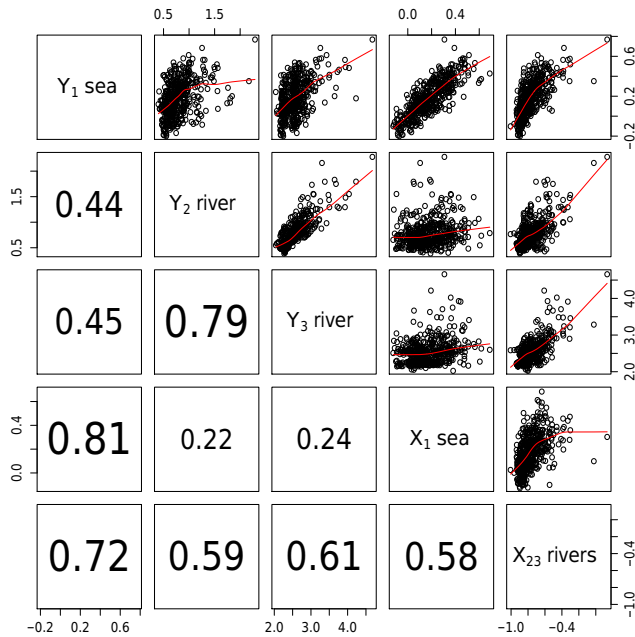 0.5 1.5 0.0 0.4
Y₁ sea −0.2 0.2 0.6
0.5 1.5 0.44 Y₂ river
0.45 0.79 Y₃ river 2.0 3.0 4.0
0.0 0.4 0.81 0.22 0.24 X₁ sea
0.72 0.59 0.61 0.58 X₂₃ rivers −1.0 −0.4
−0.2 0.2 0.6 2.0 3.0 4.0 −1.0 −0.4